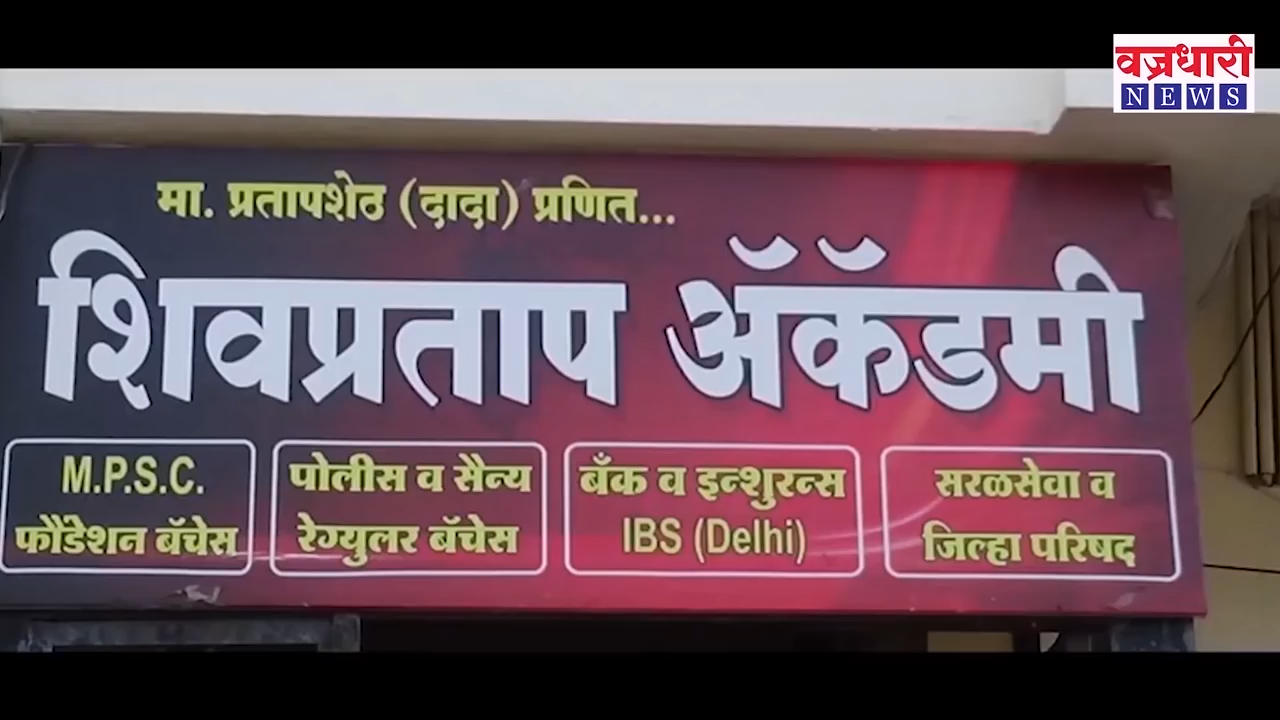 वज्रधारी
NEWS
मा. प्रतापशेठ (दादा) प्रणित...
शिवप्रताप ॲकॅडमी
M.P.S.C.
फौंडेशन बॅचेस
पोलीस व सैन्य
रेग्युलर बॅचेस
बँक व इन्शुरन्स
IBS (Delhi)
सरळसेवा व
जिल्हा परिषद